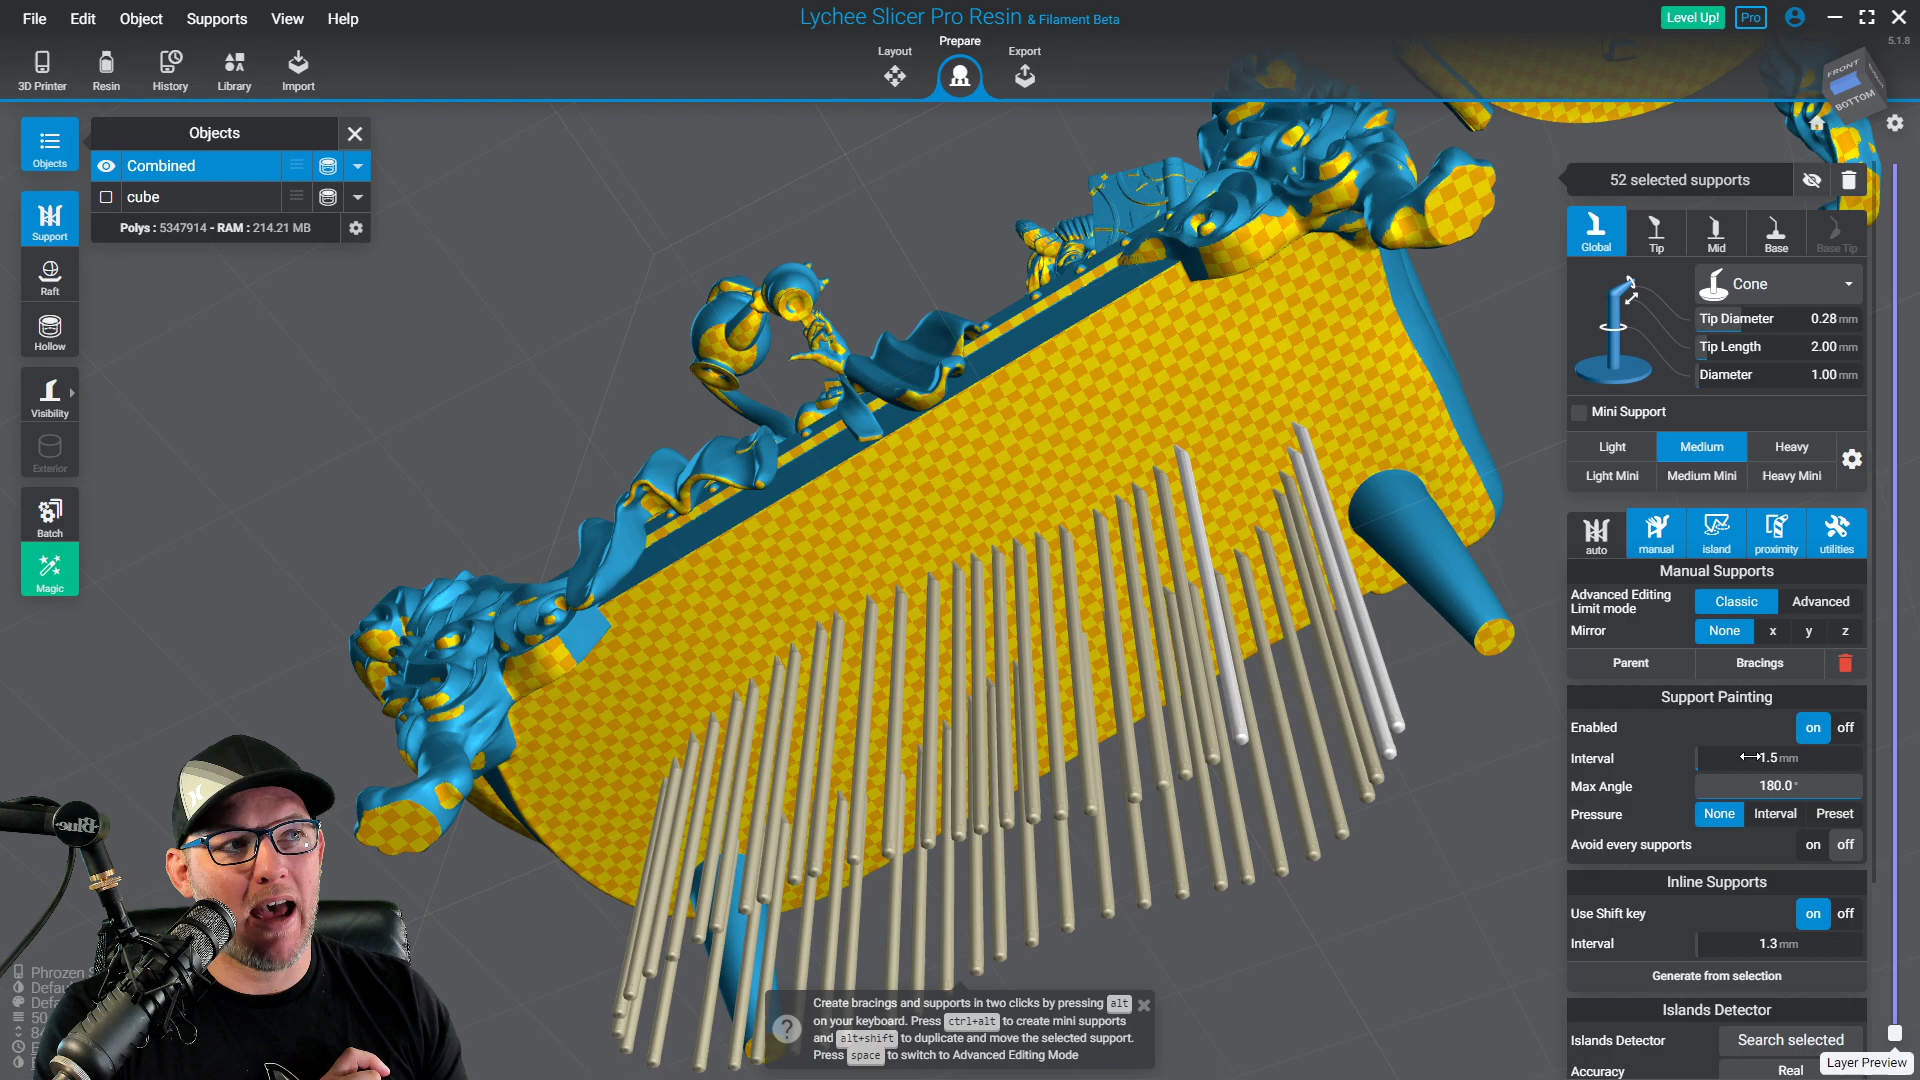 File Edit Object Supports View Help
Lychee Slicer Pro Resin & Filament Beta
Level Up! Pro
5.1.8
3D Printer Resin History Library Import
Layout Prepare Export
FRONT
BOTTOM
Objects
Combined
cube
Polys : 5347914 - RAM : 214.21 MB
Objects
Support
Raft
Hollow
Visibility
Exterior
Batch
Magic
52 selected supports
Global Tip Mid Base Base Tip
Cone
Tip Diameter 0.28 mm
Tip Length 2.00 mm
Diameter 1.00 mm
Mini Support
Light Medium Heavy
Light Mini Medium Mini Heavy Mini
auto manual island proximity utilities
Manual Supports
Advanced Editing
Limit mode Classic Advanced
Mirror None x y z
Parent Bracings
Support Painting
Enabled on off
Interval 1.5 mm
Max Angle 180.0 °
Pressure None Interval Preset
Avoid every supports on off
Inline Supports
Use Shift key on off
Interval 1.3 mm
Generate from selection
Islands Detector
Islands Detector Search selected
Accuracy Real
Layer Preview
Create bracings and supports in two clicks by pressing alt
on your keyboard. Press ctrl+alt to create mini supports
and alt+shift to duplicate and move the selected support.
Press space to switch to Advanced Editing Mode
Phrozen
Blue